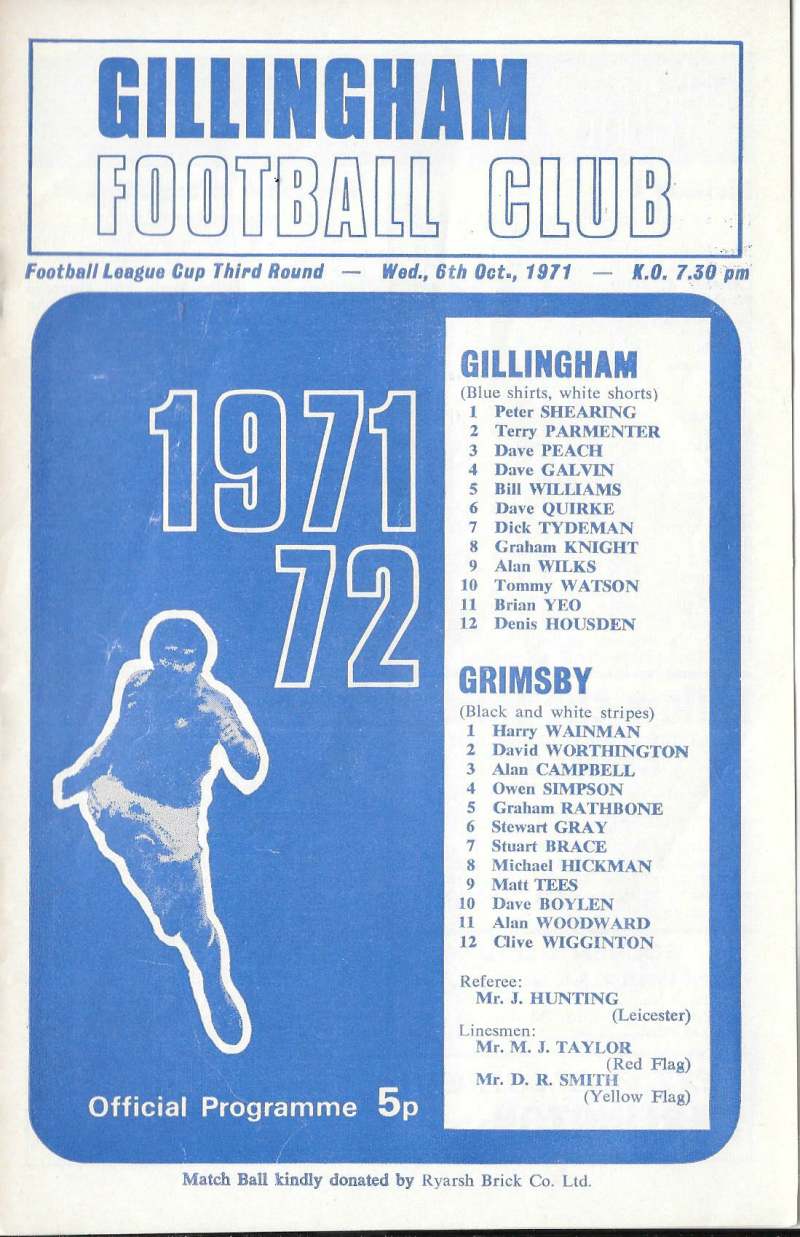 GILLINGHAM
FOOTBALL CLUB
Football League Cup Third Round — Wed., 6th Oct., 1971 — K.O. 7.30 pm
1971
72
GILLINGHAM
(Blue shirts, white shorts)
1 Peter SHEARING
2 Terry PARMENTER
3 Dave PEACH
4 Dave GALVIN
5 Bill WILLIAMS
6 Dave QUIRKE
7 Dick TYDEMAN
8 Graham KNIGHT
9 Alan WILKS
10 Tommy WATSON
11 Brian YEO
12 Denis HOUSDEN
GRIMSBY
(Black and white stripes)
1 Harry WAINMAN
2 David WORTHINGTON
3 Alan CAMPBELL
4 Owen SIMPSON
5 Graham RATHBONE
6 Stewart GRAY
7 Stuart BRACE
8 Michael HICKMAN
9 Matt TEES
10 Dave BOYLEN
11 Alan WOODWARD
12 Clive WIGGINTON
Referee:
Mr. J. HUNTING
(Leicester)
Linesmen:
Mr. M. J. TAYLOR
(Red Flag)
Mr. D. R. SMITH
(Yellow Flag)
Official Programme 5p
Match Ball kindly donated by Ryarsh Brick Co. Ltd.